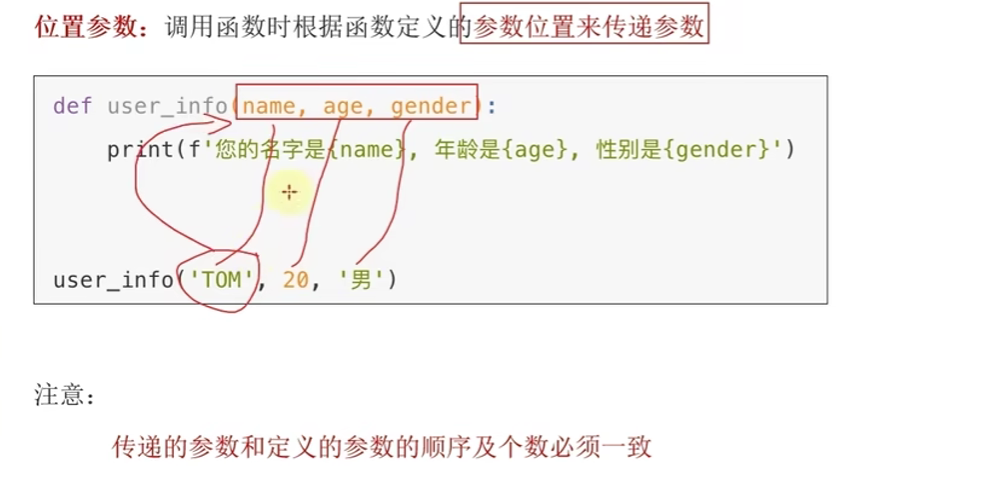 位置参数：调用函数时根据函数定义的参数位置来传递参数
def user_info(name, age, gender):
    print(f'您的名字是{name}, 年龄是{age}, 性别是{gender}')
user_info('TOM', 20, '男')
注意：
传递的参数和定义的参数的顺序及个数必须一致